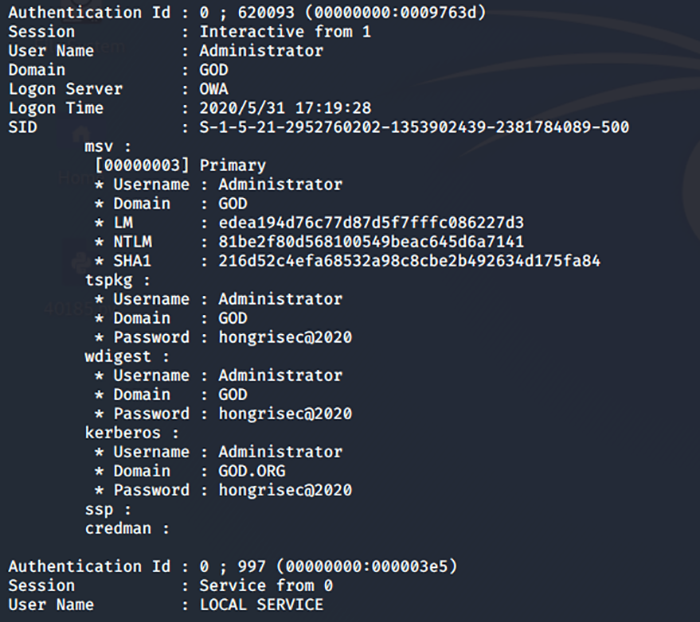 Authentication Id : 0 ; 620093 (00000000:0009763d)
Session           : Interactive from 1
User Name         : Administrator
Domain            : GOD
Logon Server      : OWA
Logon Time        : 2020/5/31 17:19:28
SID               : S-1-5-21-2952760202-1353902439-2381784089-500
        msv :
         [00000003] Primary
         * Username : Administrator
         * Domain   : GOD
         * LM       : edea194d76c77d87d5f7fffc086227d3
         * NTLM     : 81be2f80d568100549beac645d6a7141
         * SHA1     : 216d52c4efa68532a98c8cbe2b492634d175fa84
        tspkg :
         * Username : Administrator
         * Domain   : GOD
         * Password : hongrisec@2020
        wdigest :
         * Username : Administrator
         * Domain   : GOD
         * Password : hongrisec@2020
        kerberos :
         * Username : Administrator
         * Domain   : GOD.ORG
         * Password : hongrisec@2020
        ssp :
        credman :

Authentication Id : 0 ; 997 (00000000:000003e5)
Session           : Service from 0
User Name         : LOCAL SERVICE